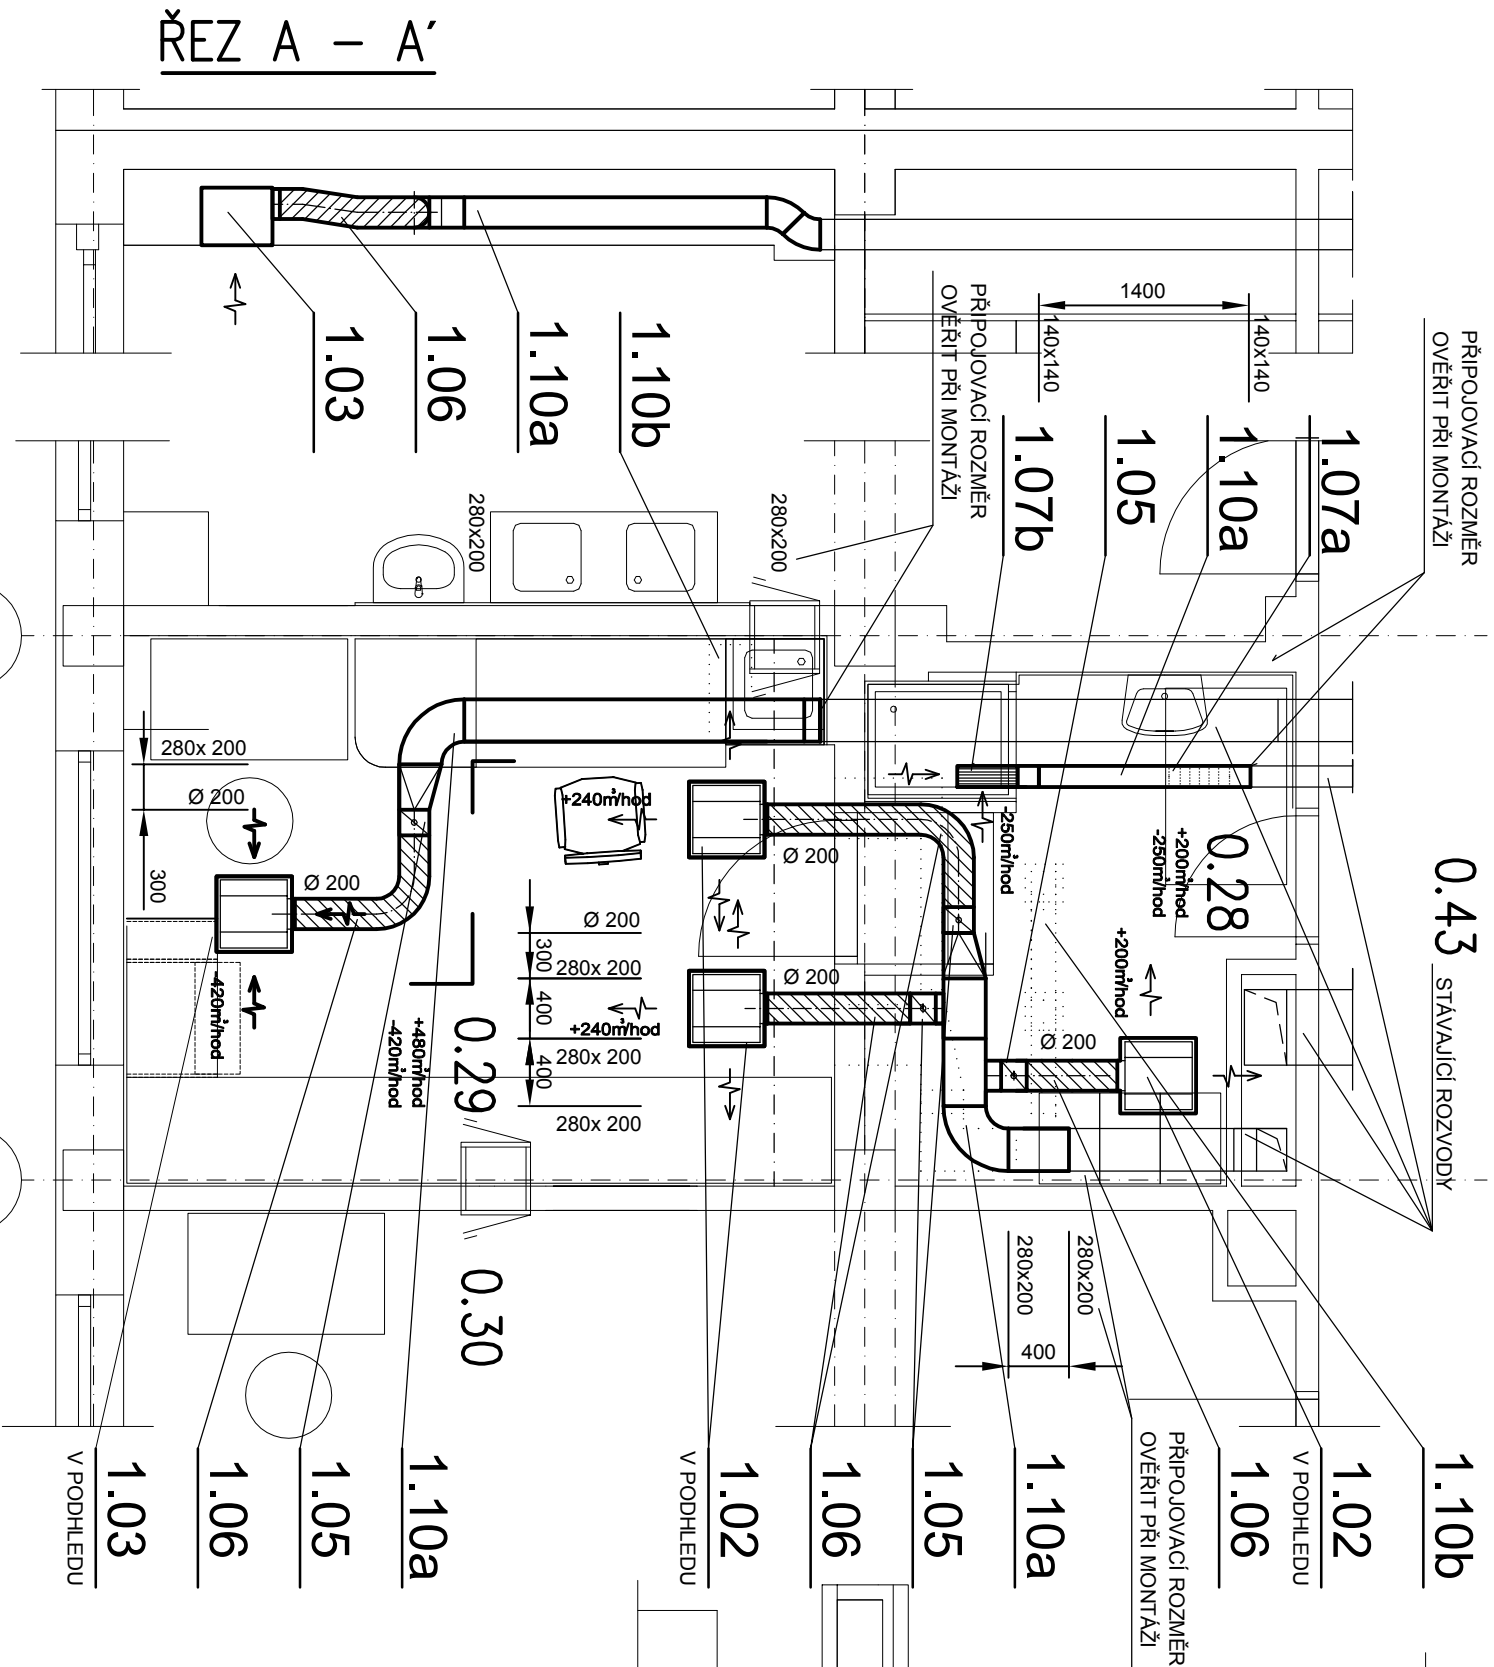 ŘEZ A - A´
1400
140x140
140x140
PŘIPOJOVACÍ ROZMĚR
OVĚŘIT PŘI MONTÁŽI
PŘIPOJOVACÍ ROZMĚR
OVĚŘIT PŘI MONTÁŽI
1.03
1.06
1.10a
1.10b
1.07b
1.05
1.10a
1.07a
280x200
280x200
280x 200
Ø 200
300
Ø 200
+240m³/hod
Ø 200
-250m³/hod
+200m³/hod
-250m³/hod
0.28
0.43
STÁVAJÍCÍ ROZVODY
+200m³/hod
Ø 200
300
280x 200
Ø 200
400
+240m³/hod
280x 200
400
280x 200
Ø 200
-420m³/hod
+480m³/hod
-420m³/hod
0.29
0.30
280x200
280x200
400
PŘIPOJOVACÍ ROZMĚR
OVĚŘIT PŘI MONTÁŽI
1.03
V PODHLEDU
1.06
1.05
1.10a
1.02
V PODHLEDU
1.06
1.05
1.10a
1.06
1.02
V PODHLEDU
1.10b